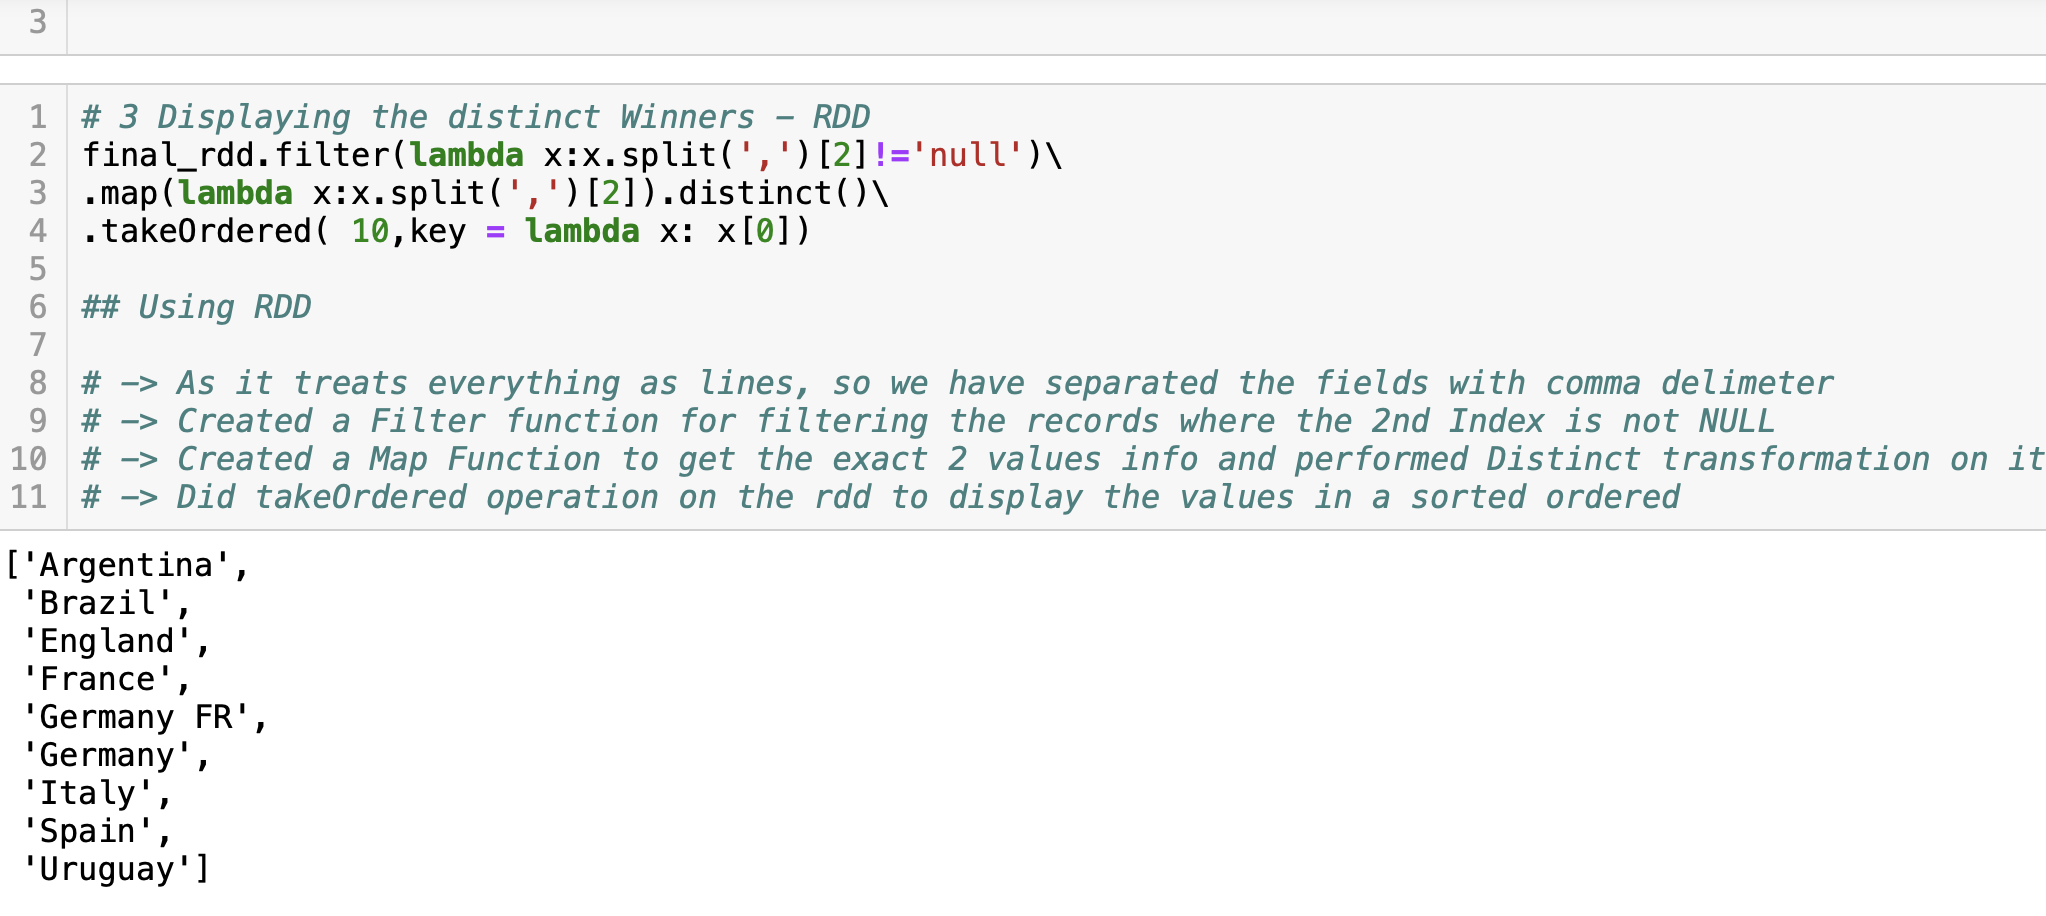 3
1 # 3 Displaying the distinct Winners – RDD
2 final_rdd.filter(lambda x:x.split(',')[2]!='null')\
3 .map(lambda x:x.split(',')[2]).distinct()\
4 .takeOrdered( 10,key = lambda x: x[0])
5
6 ## Using RDD
7
8 # –> As it treats everything as lines, so we have separated the fields with comma delimeter
9 # –> Created a Filter function for filtering the records where the 2nd Index is not NULL
10 # –> Created a Map Function to get the exact 2 values info and performed Distinct transformation on it
11 # –> Did takeOrdered operation on the rdd to display the values in a sorted ordered
['Argentina',
 'Brazil',
 'England',
 'France',
 'Germany FR',
 'Germany',
 'Italy',
 'Spain',
 'Uruguay']